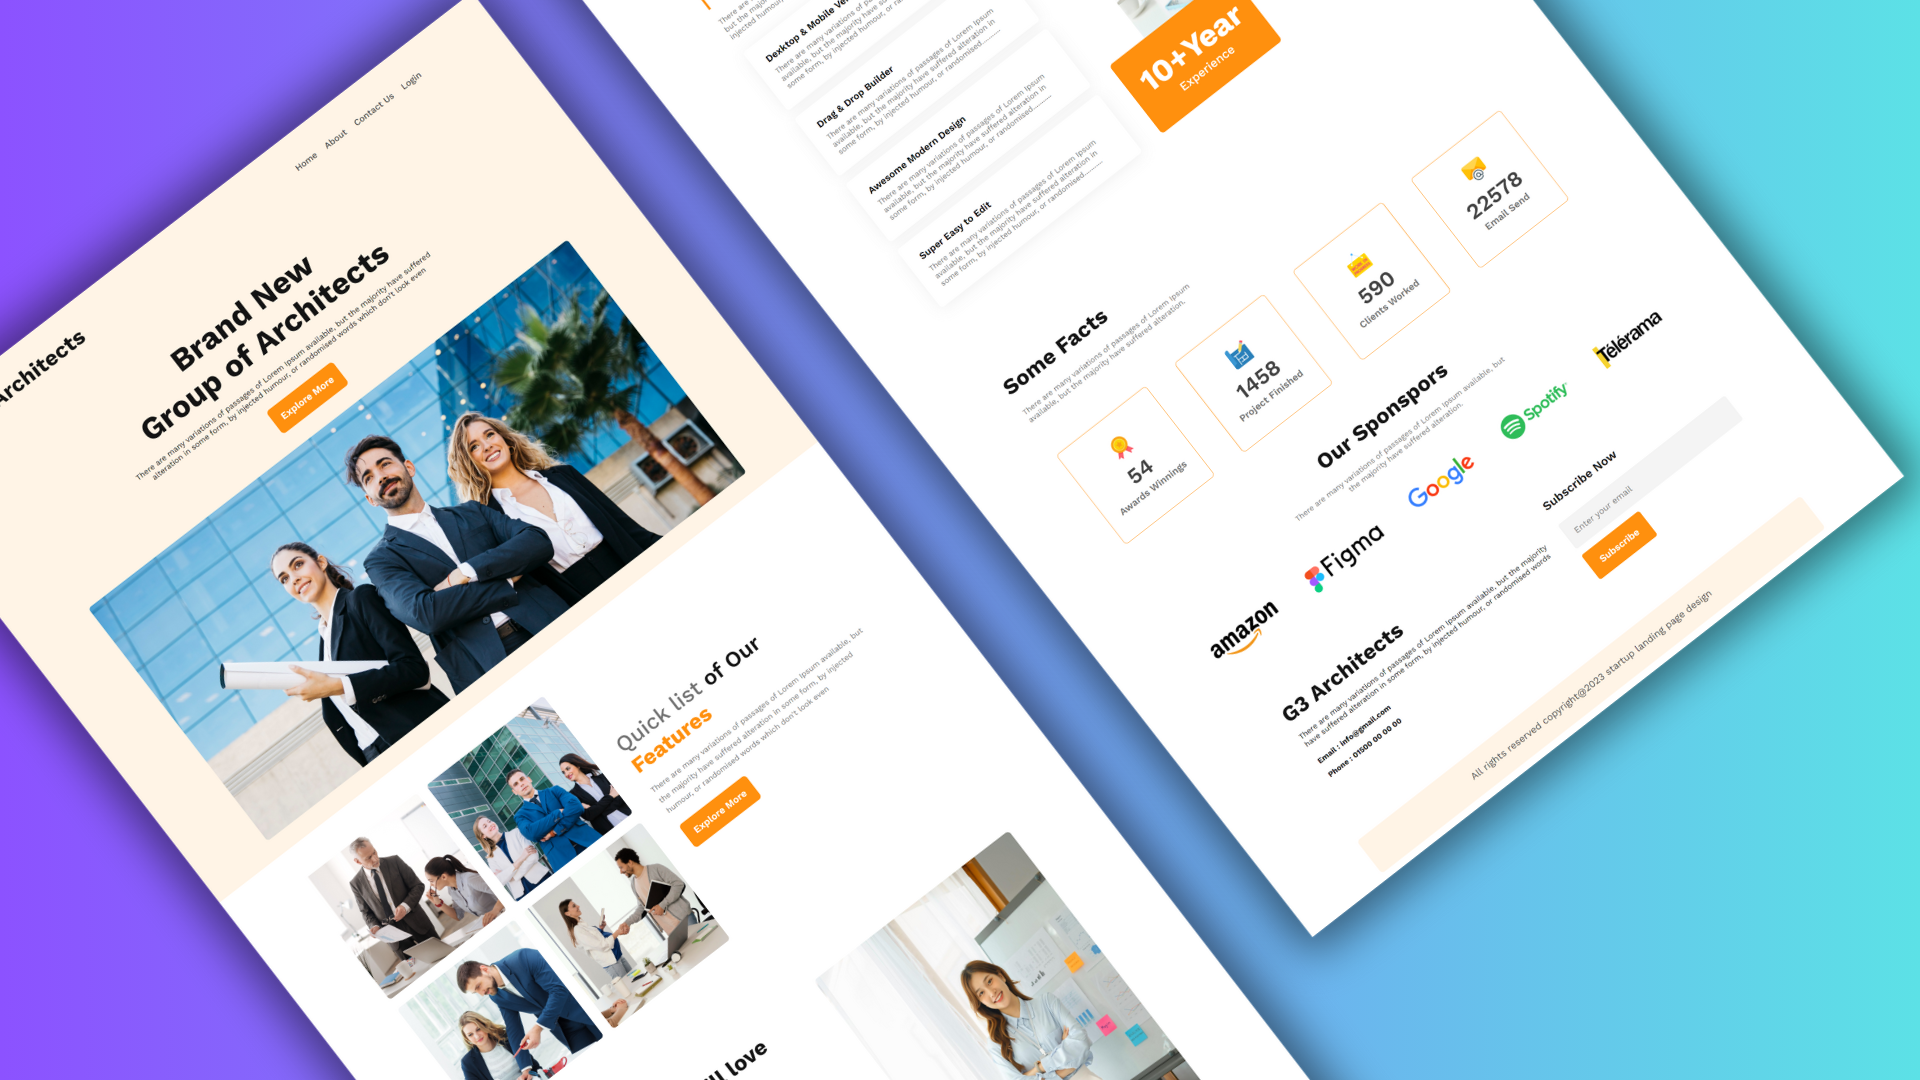 Architects
Home
About
Contact Us
Login
Brand New
Group of Architects
There are many variations of passages of Lorem Ipsum available, but the majority have suffered
alteration in some form, by injected humour, or randomised words which don't look even
Explore More
Quick list of Our
Features
There are many variations of passages of Lorem Ipsum available, but
the majority have suffered alteration in some form, by injected
humour, or randomised words which don't look even
Explore More
love
There are
but the
injected humour,
Dexktop & Mobile
There are many variations of
available, but the majority have
some form, by injected humour, or
Drag & Drop Builder
There are many variations of passages of Lorem Ipsum
available, but the majority have suffered alteration in
some form, by injected humour, or randomised..........
Awesome Modern Design
There are many variations of passages of Lorem Ipsum
available, but the majority have suffered alteration in
some form, by injected humour, or randomised..........
Super Easy to Edit
There are many variations of passages of Lorem Ipsum
available, but the majority have suffered alteration in
some form, by injected humour, or randomised..........
10+Year
Experience
Some Facts
There are many variations of passages of Lorem Ipsum
available, but the majority have suffered alteration.
54
Awards Winnings
1458
Project Finished
590
Clients Worked
22578
Email Send
Our Sponspors
There are many variations of passages of Lorem Ipsum available, but
the majority have suffered alteration.
amazon
Figma
Google
Spotify
Télérama
G3 Architects
There are many variations of passages of Lorem Ipsum available, but the majority
have suffered alteration in some form, by injected humour, or randomised words
Email : info@gmail.com
Phone : 01500 00 00 00
Subscribe Now
Enter your email
Subscribe
All rights reserved copyright@2023 startup landing page design